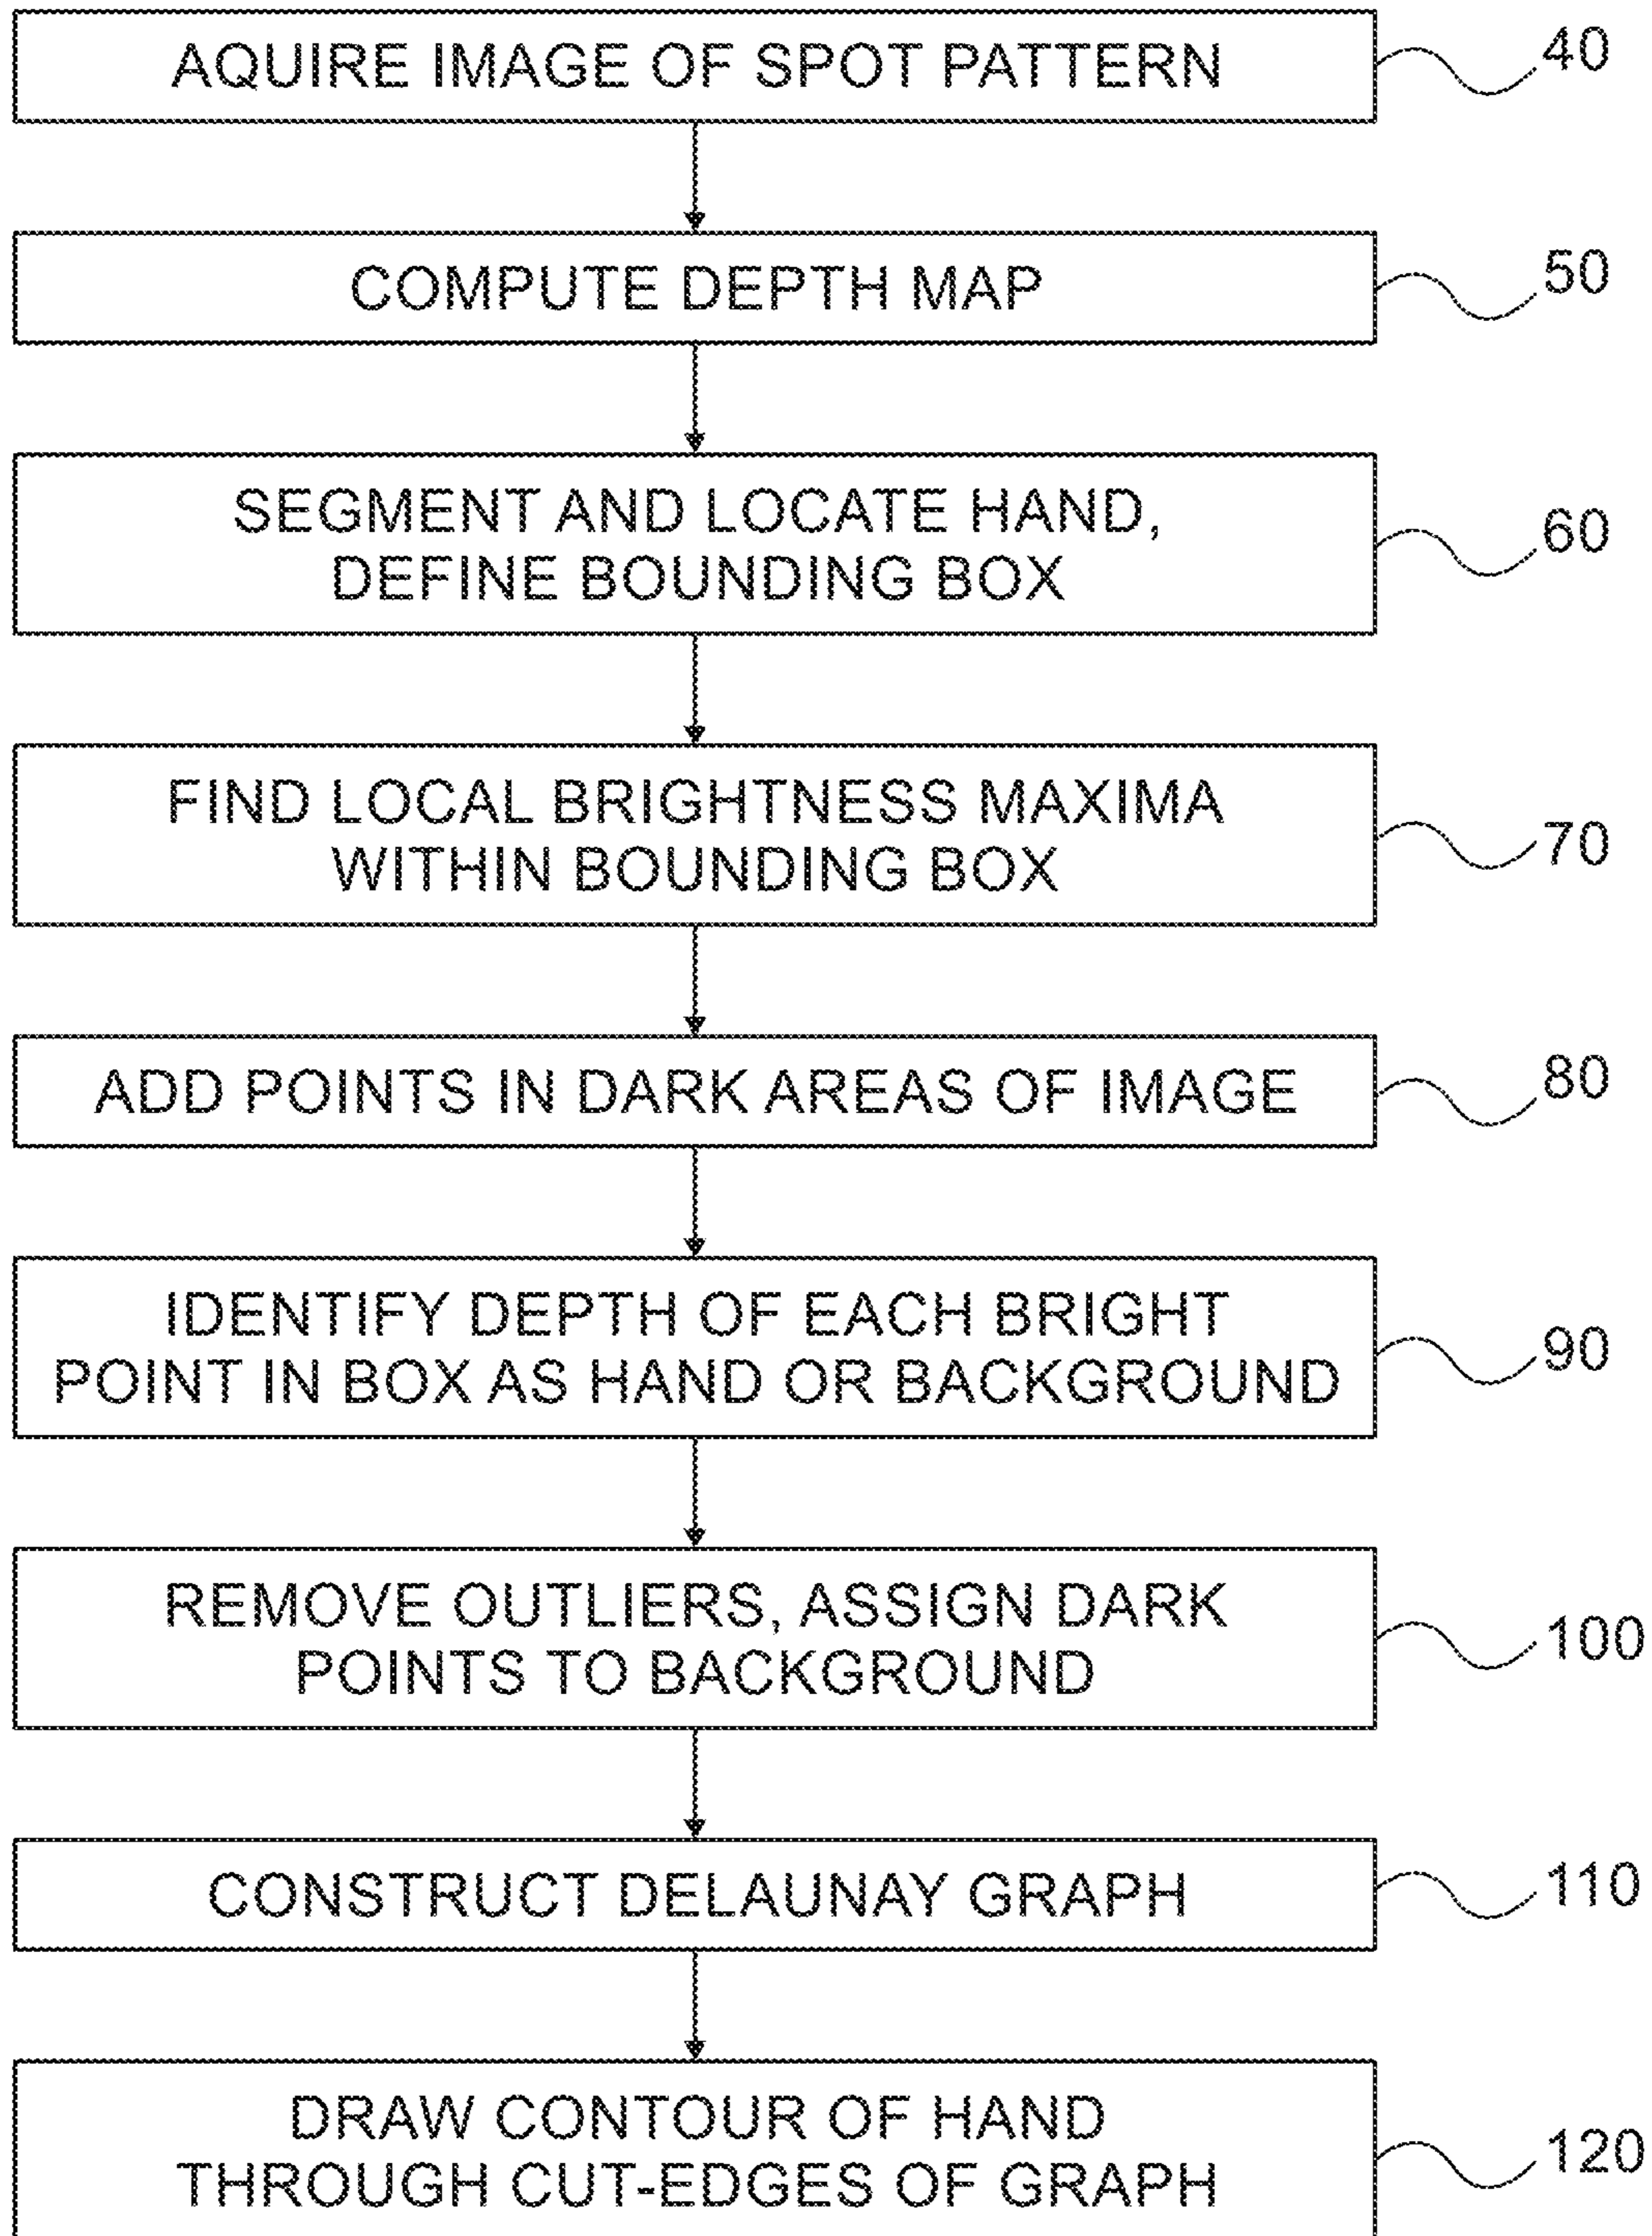 AQUIRE IMAGE OF SPOT PATTERN
40
COMPUTE DEPTH MAP
50
SEGMENT AND LOCATE HAND,
DEFINE BOUNDING BOX
60
FIND LOCAL BRIGHTNESS MAXIMA
WITHIN BOUNDING BOX
70
ADD POINTS IN DARK AREAS OF IMAGE
80
IDENTIFY DEPTH OF EACH BRIGHT
POINT IN BOX AS HAND OR BACKGROUND
90
REMOVE OUTLIERS, ASSIGN DARK
POINTS TO BACKGROUND
100
CONSTRUCT DELAUNAY GRAPH
110
DRAW CONTOUR OF HAND
THROUGH CUT-EDGES OF GRAPH
120